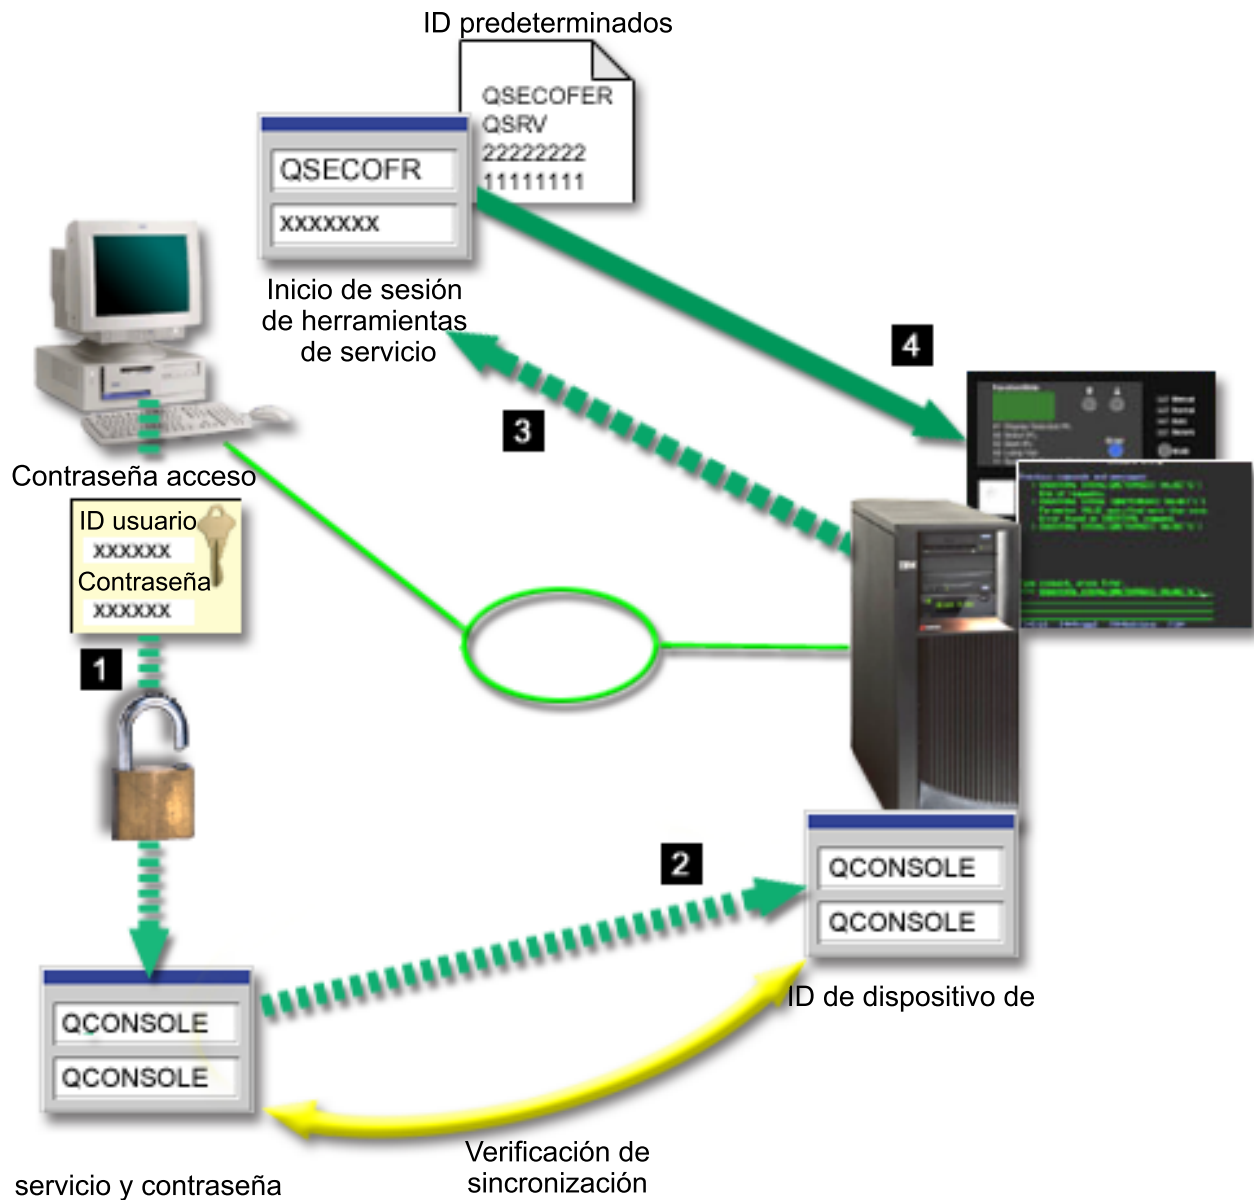 ID predeterminados
QSECOFER
QSRV
22222222
11111111
QSECOFR
xxxxxxx
Inicio de sesión
de herramientas
de servicio
4
3
Contraseña acceso
ID usuario
xxxxxx
Contraseña
xxxxxx
IBM
1
2
QCONSOLE
QCONSOLE
ID de dispositivo de
QCONSOLE
QCONSOLE
Verificación de
sincronización
servicio y contraseña